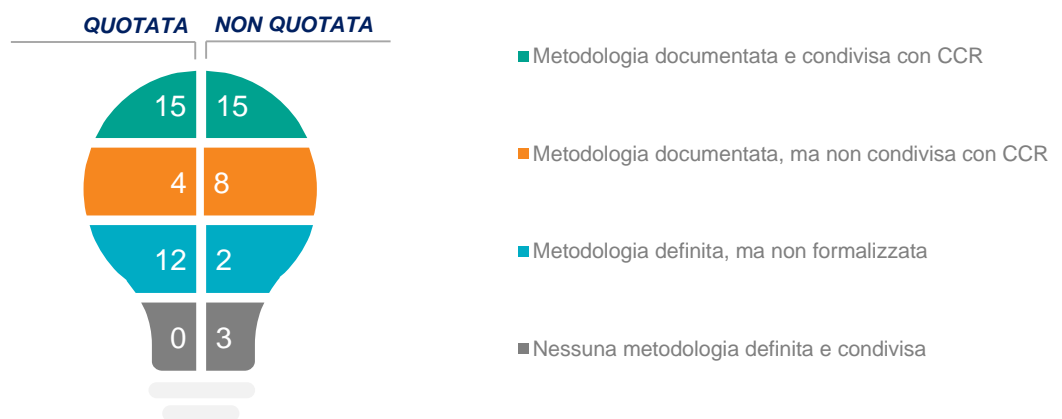 QUOTATA NON QUOTATA
15 15
Metodologia documentata e condivisa con CCR
4 8
Metodologia documentata, ma non condivisa con CCR
12 2
Metodologia definita, ma non formalizzata
0 3
Nessuna metodologia definita e condivisa